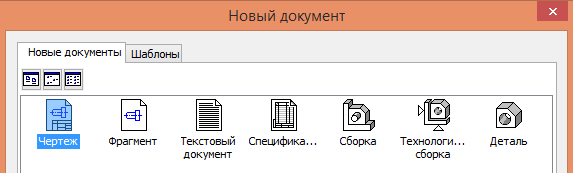 Новый документ
Новые документы
Шаблоны
Чертеж
Фрагмент
Текстовый
документ
Специфика...
Сборка
Технологи...
сборка
Деталь